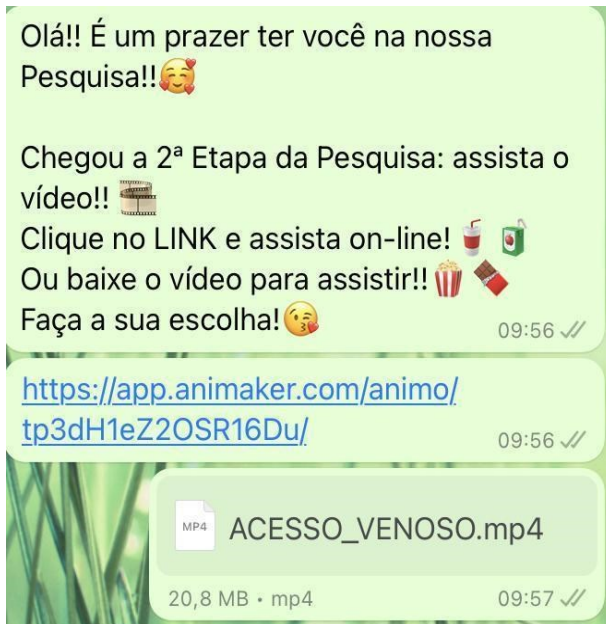 Olá!! É um prazer ter você na nossa
Pesquisa!!🥰
Chegou a 2ª Etapa da Pesquisa: assista o
vídeo!! 🎞️
Clique no LINK e assista on-line! 🥤 🧃
Ou baixe o vídeo para assistir!!🍿 🍫
Faça a sua escolha!😘
09:56
https://app.animaker.com/animo/
tp3dH1eZ2OSR16Du/
09:56
MP4 ACESSO_VENOSO.mp4
20,8 MB • mp4 09:57